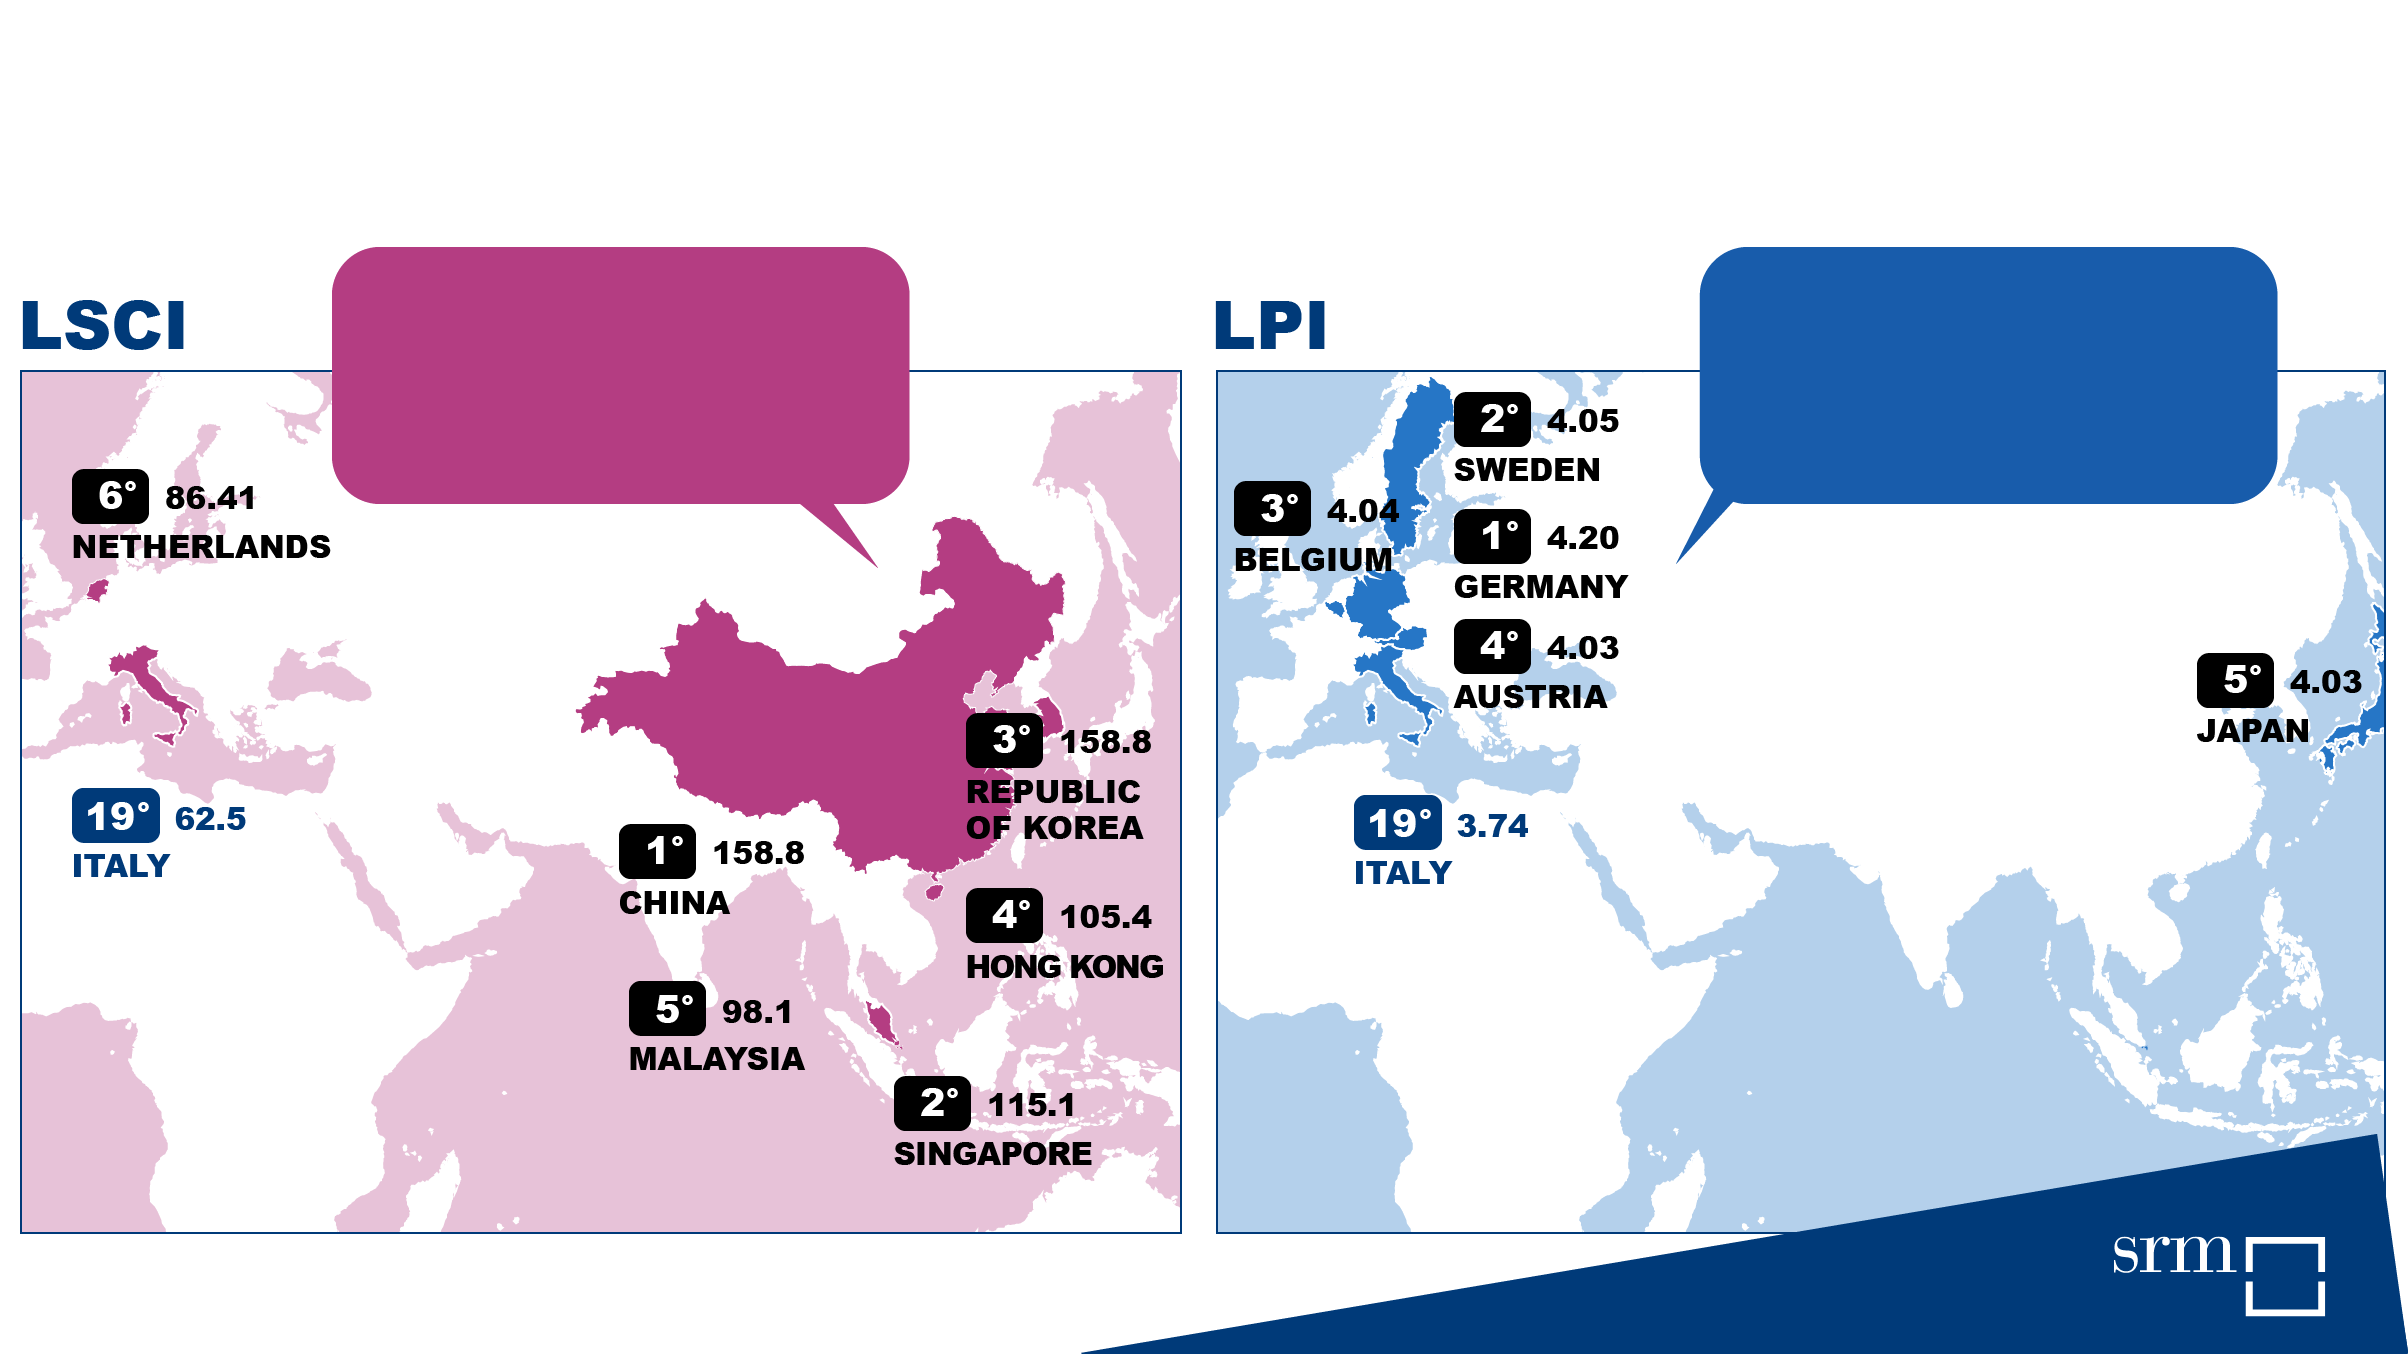 LSCI
6° 86.41
NETHERLANDS
19° 62.5
ITALY
1° 158.8
CHINA
3° 158.8
REPUBLIC
OF KOREA
4° 105.4
HONG KONG
5° 98.1
MALAYSIA
2° 115.1
SINGAPORE
LPI
2° 4.05
SWEDEN
3° 4.04
BELGIUM
1° 4.20
GERMANY
4° 4.03
AUSTRIA
5° 4.03
JAPAN
19° 3.74
ITALY
srm